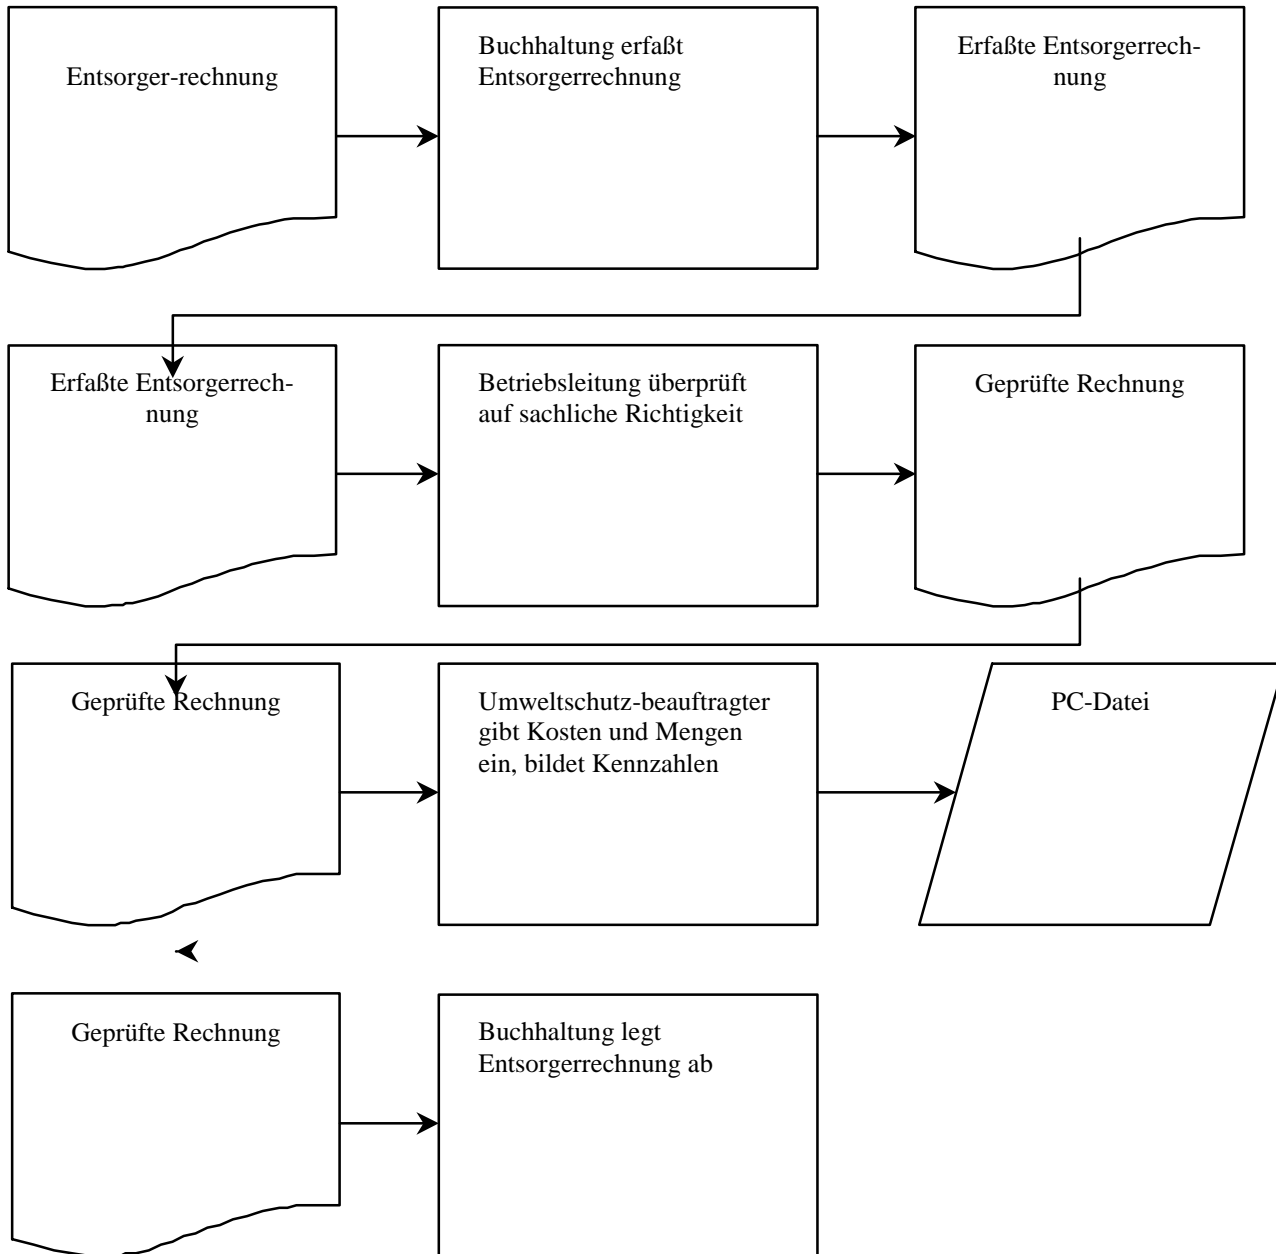 Entsorger-rechnung
Buchhaltung erfaßt
Entsorgerrechnung
Erfaßte Entsorgerrech-
nung
Erfaßte Entsorgerrech-
nung
Betriebsleitung überprüft
auf sachliche Richtigkeit
Geprüfte Rechnung
Geprüfte Rechnung
Umweltschutz-beauftragter
gibt Kosten und Mengen
ein, bildet Kennzahlen
PC-Datei
Geprüfte Rechnung
Buchhaltung legt
Entsorgerrechnung ab